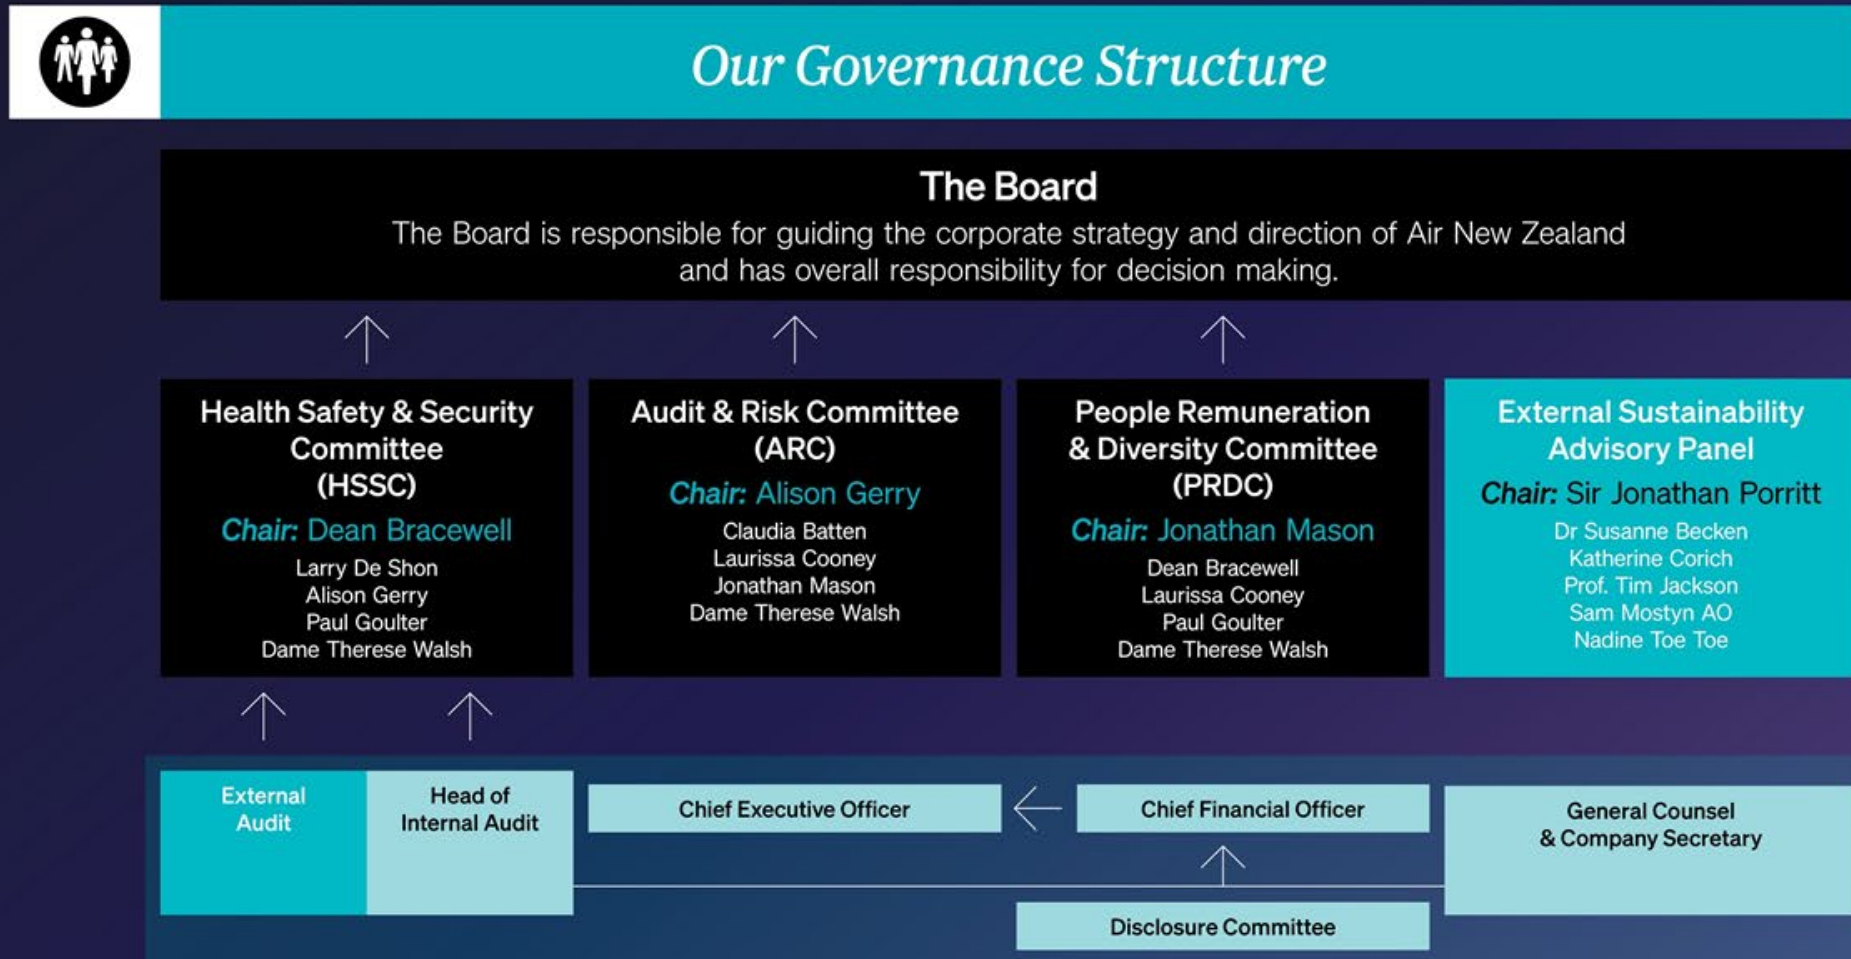 Our Governance Structure
The Board
The Board is responsible for guiding the corporate strategy and direction of Air New Zealand
and has overall responsibility for decision making.
Health Safety & Security
Committee
(HSSC)
Chair: Dean Bracewell
Larry De Shon
Alison Gerry
Paul Goulter
Dame Therese Walsh
Audit & Risk Committee
(ARC)
Chair: Alison Gerry
Claudia Batten
Laurissa Cooney
Jonathan Mason
Dame Therese Walsh
People Remuneration
& Diversity Committee
(PRDC)
Chair: Jonathan Mason
Dean Bracewell
Laurissa Cooney
Paul Goulter
Dame Therese Walsh
External Sustainability
Advisory Panel
Chair: Sir Jonathan Porritt
Dr Susanne Becken
Katherine Corich
Prof. Tim Jackson
Sam Mostyn AO
Nadine Toe Toe
External
Audit
Head of
Internal Audit
Chief Executive Officer
Chief Financial Officer
General Counsel
& Company Secretary
Disclosure Committee